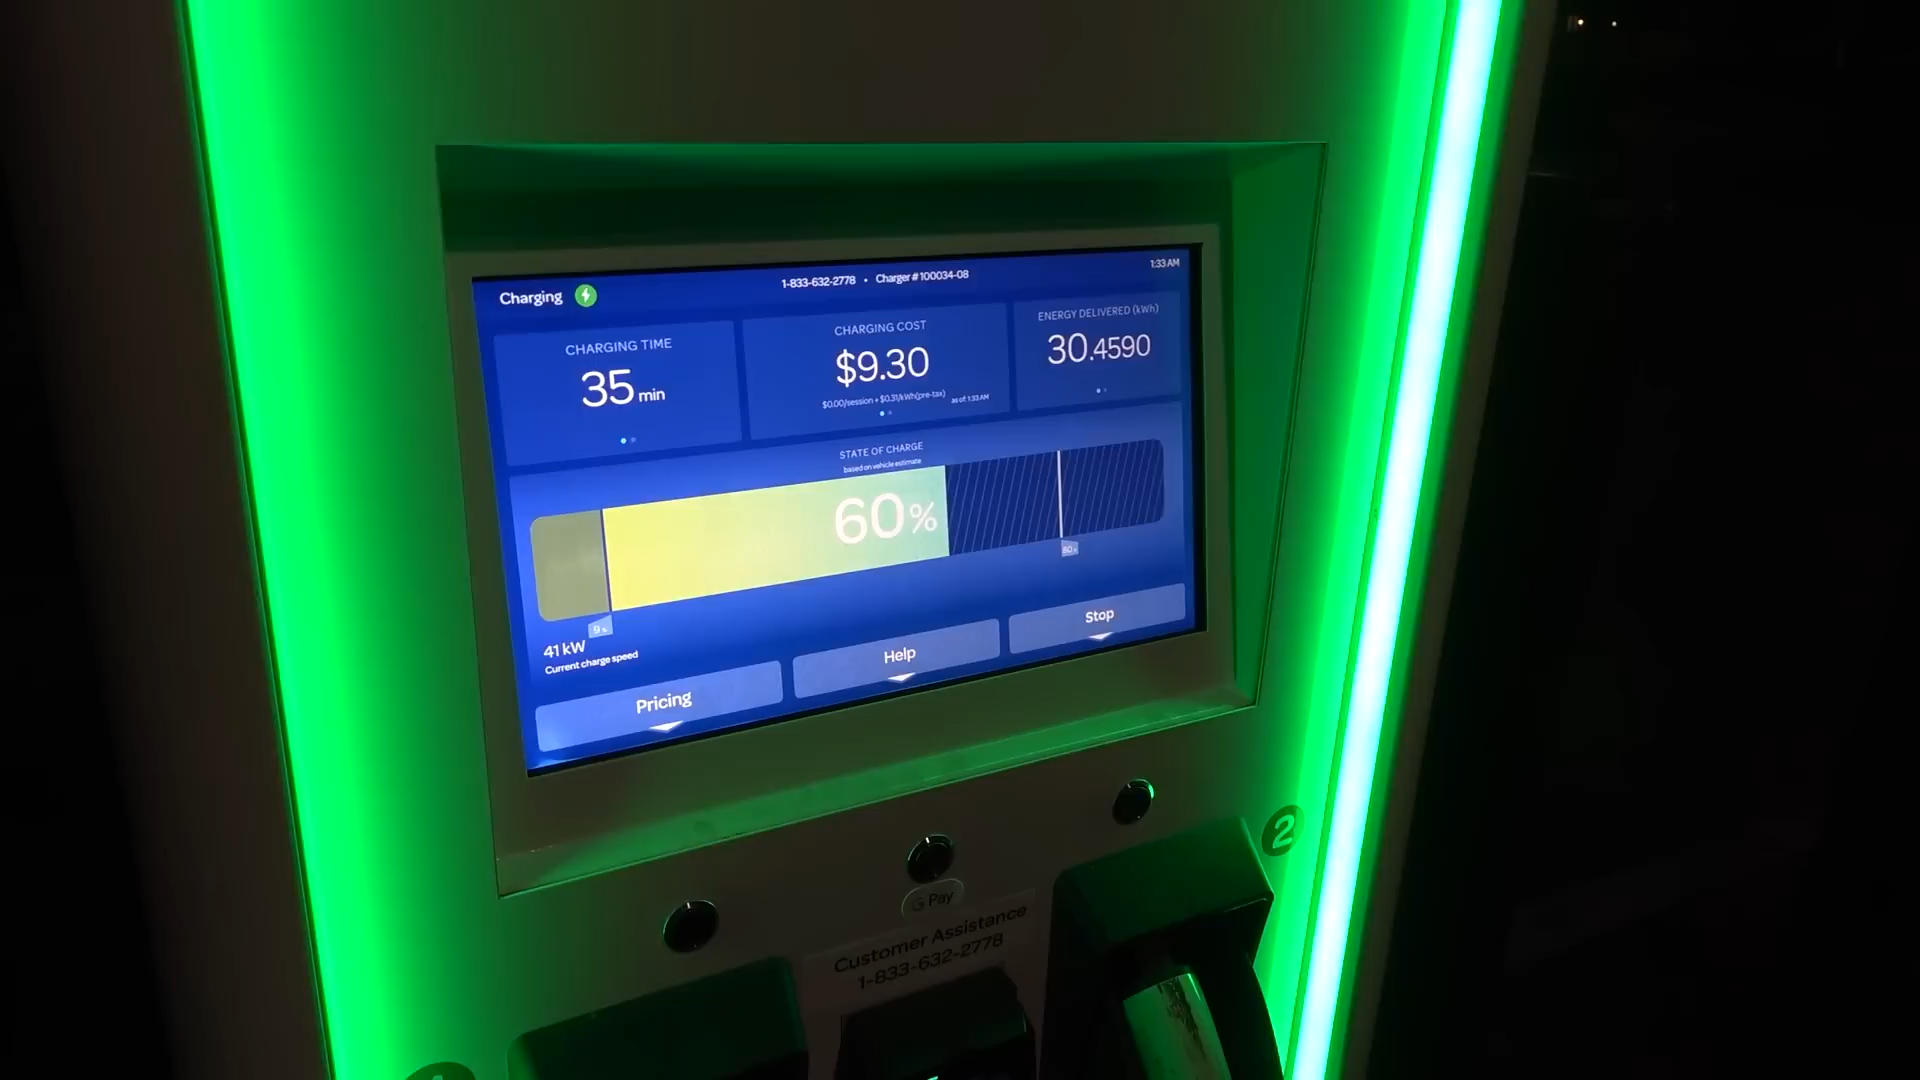 Charging
1-833-632-2778 • Charger # 100034-08
1:33 AM
CHARGING TIME
35 min
CHARGING COST
$9.30
$0.00/session + $0.31/kWh(pre-tax)
as of: 1:33 AM
ENERGY DELIVERED (kWh)
30.4590
STATE OF CHARGE
based on vehicle estimate
60%
80%
9%
41 kW
Current charge speed
Pricing
Help
Stop
2
G Pay
Customer Assistance
1-833-632-2778